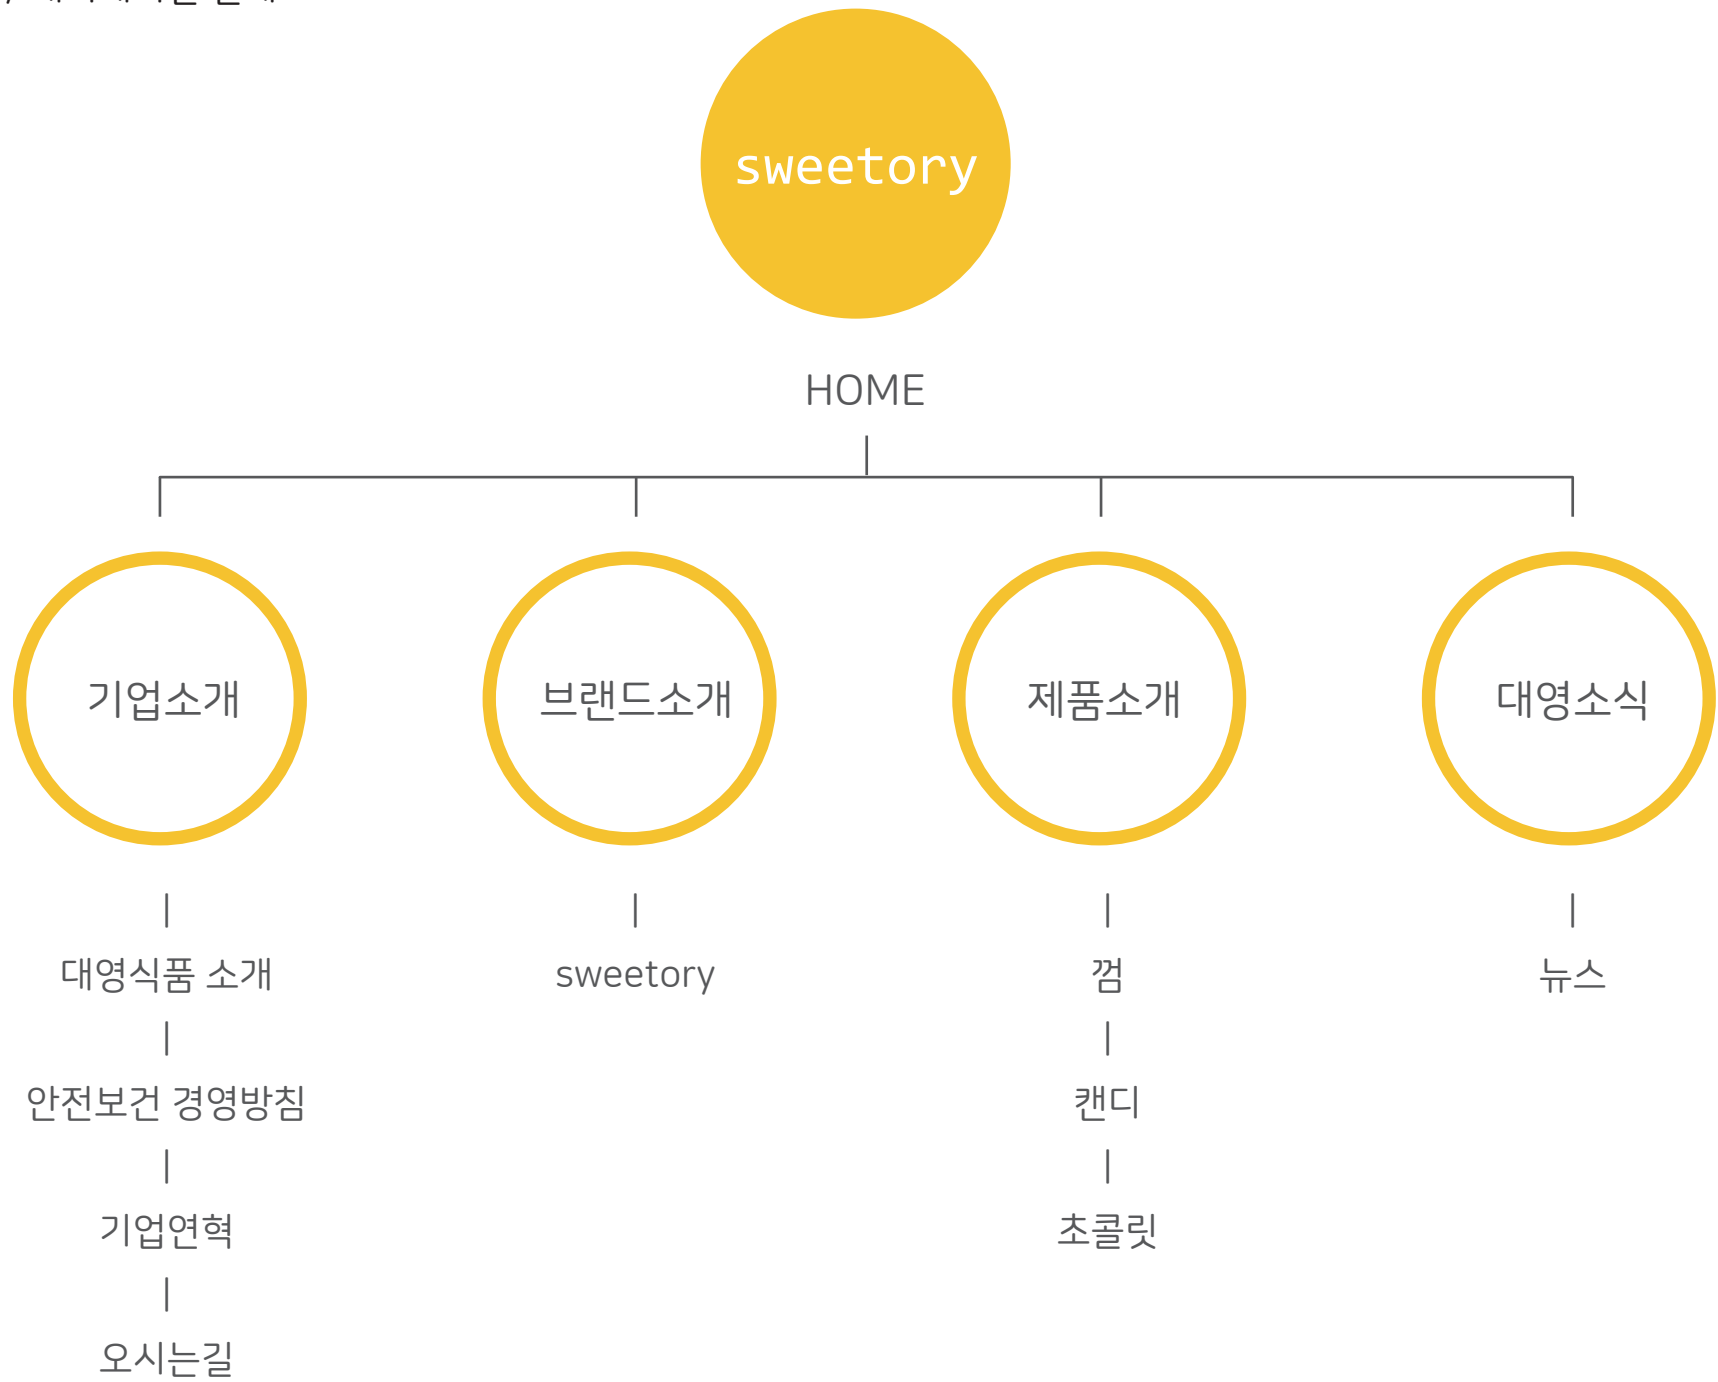 sweetory
HOME
기업소개
브랜드소개
제품소개
대영소식
대영식품 소개
sweetory
껌
뉴스
안전보건 경영방침
캔디
기업연혁
초콜릿
오시는길